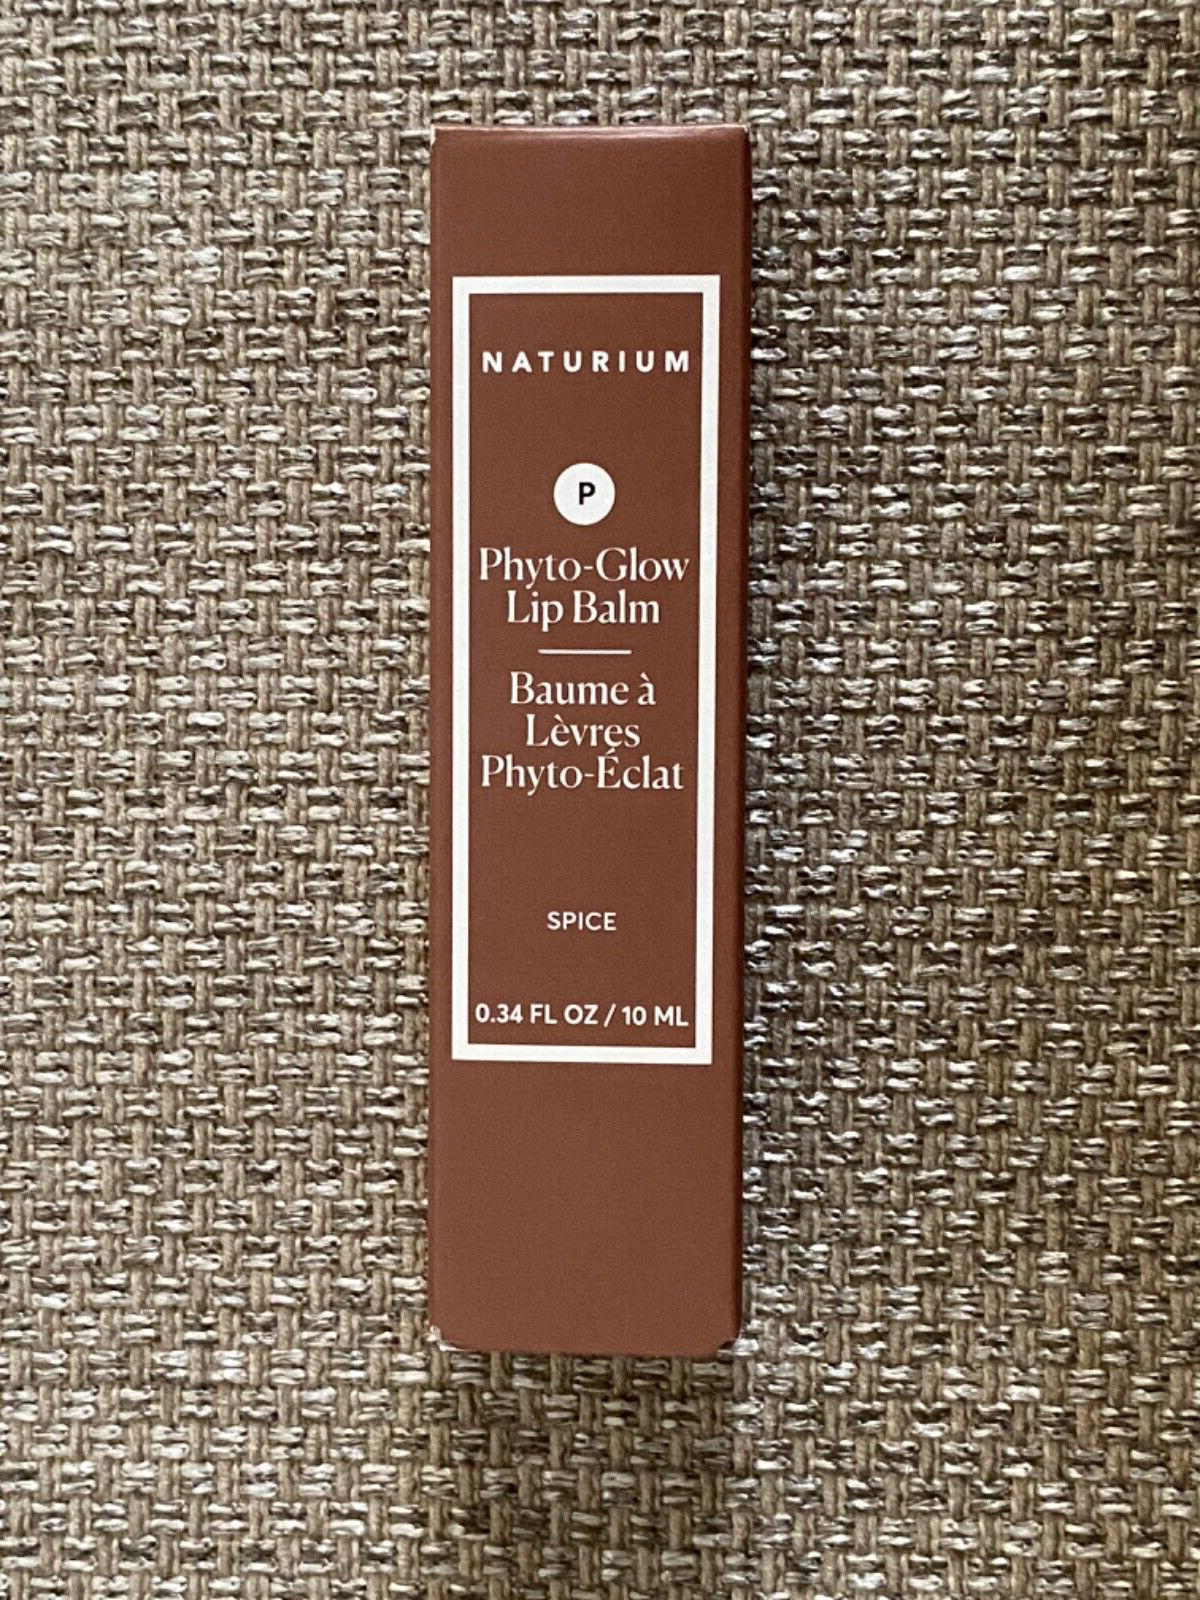 NATURIUM
P
Phyto-Glow
Lip Balm
Baume à
Lèvres
Phyto-Éclat
SPICE
0.34 FL OZ / 10 ML